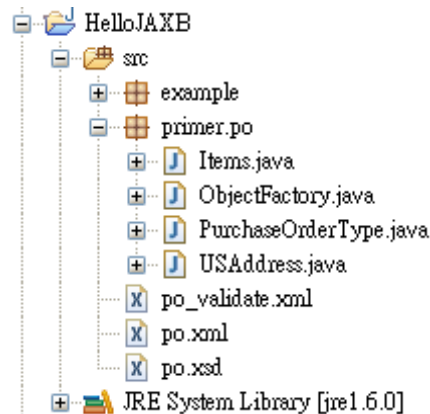 HelloJAXB
src
example
primer.po
Items.java
ObjectFactory.java
PurchaseOrderType.java
USAddress.java
po_validate.xml
po.xml
po.xsd
JRE System Library [jre1.6.0]